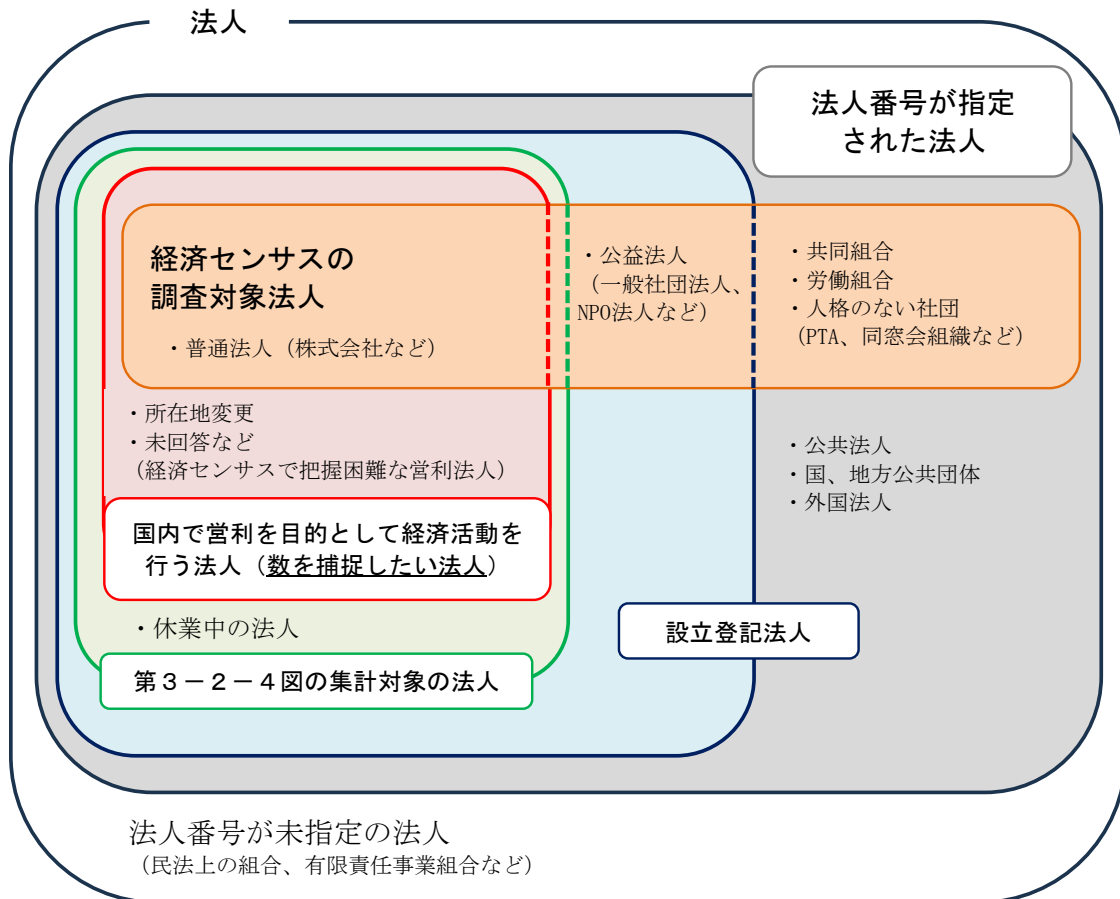 法人
法人番号が指定
された法人
経済センサスの
調査対象法人
・普通法人（株式会社など）
・公益法人
（一般社団法人、
NPO法人など）
・共同組合
・労働組合
・人格のない社団
（PTA、同窓会組織など）
・所在地変更
・未回答など
（経済センサスで把握困難な営利法人）
・公共法人
・国、地方公共団体
・外国法人
国内で営利を目的として経済活動を
行う法人（数を捕捉したい法人）
・休業中の法人
設立登記法人
第３－２－４図の集計対象の法人
法人番号が未指定の法人
（民法上の組合、有限責任事業組合など）